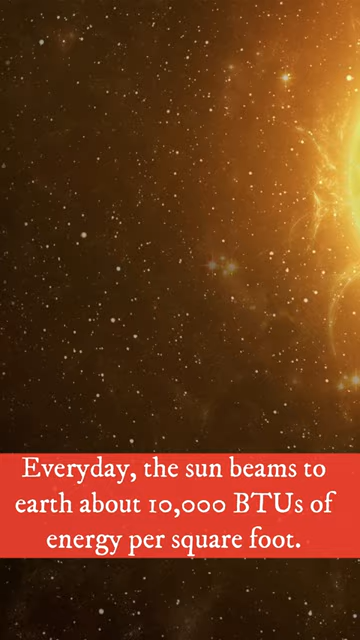 Everyday, the sun beams to
earth about 10,000 BTUs of
energy per square foot.